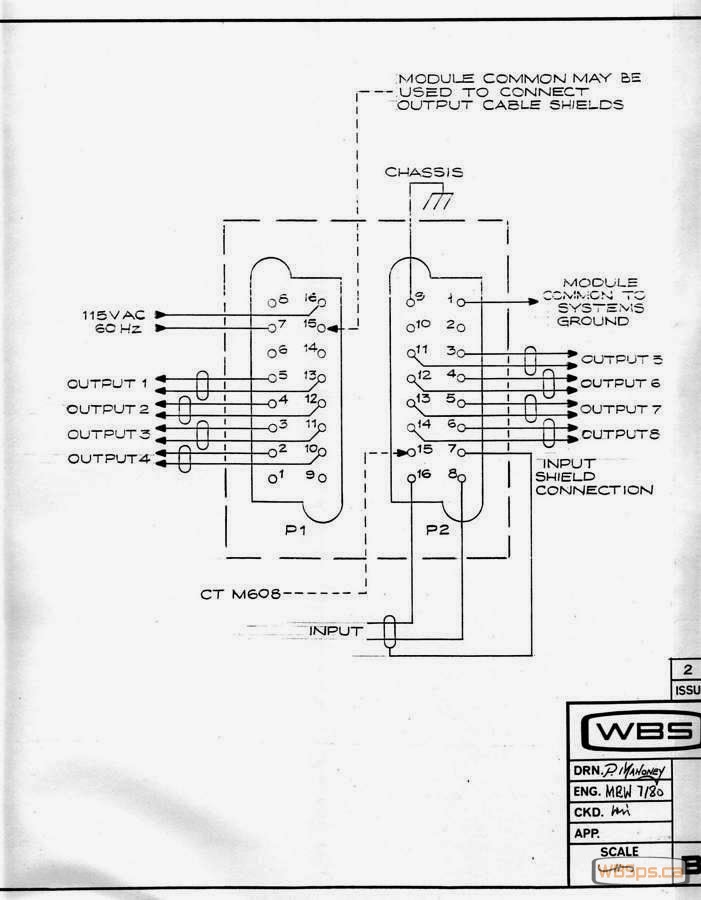 MODULE COMMON MAY BE
USED TO CONNECT
OUTPUT CABLE SHIELDS
CHASSIS
MODULE
COMMON TO
SYSTEMS
GROUND
115VAC
60 Hz
8 16
7 15
6 14
5 13
4 12
3 11
2 10
1 9
9 1
10 2
11 3
12 4
13 5
14 6
15 7
16 8
OUTPUT 1
OUTPUT 2
OUTPUT 3
OUTPUT 4
OUTPUT 5
OUTPUT 6
OUTPUT 7
OUTPUT 8
INPUT
SHIELD
CONNECTION
P1
P2
CT M608
INPUT
2
ISSU
WBS
DRN. P. MAHONEY
ENG. MRW 7/80
CKD.
APP.
SCALE
B
WBSps.ca